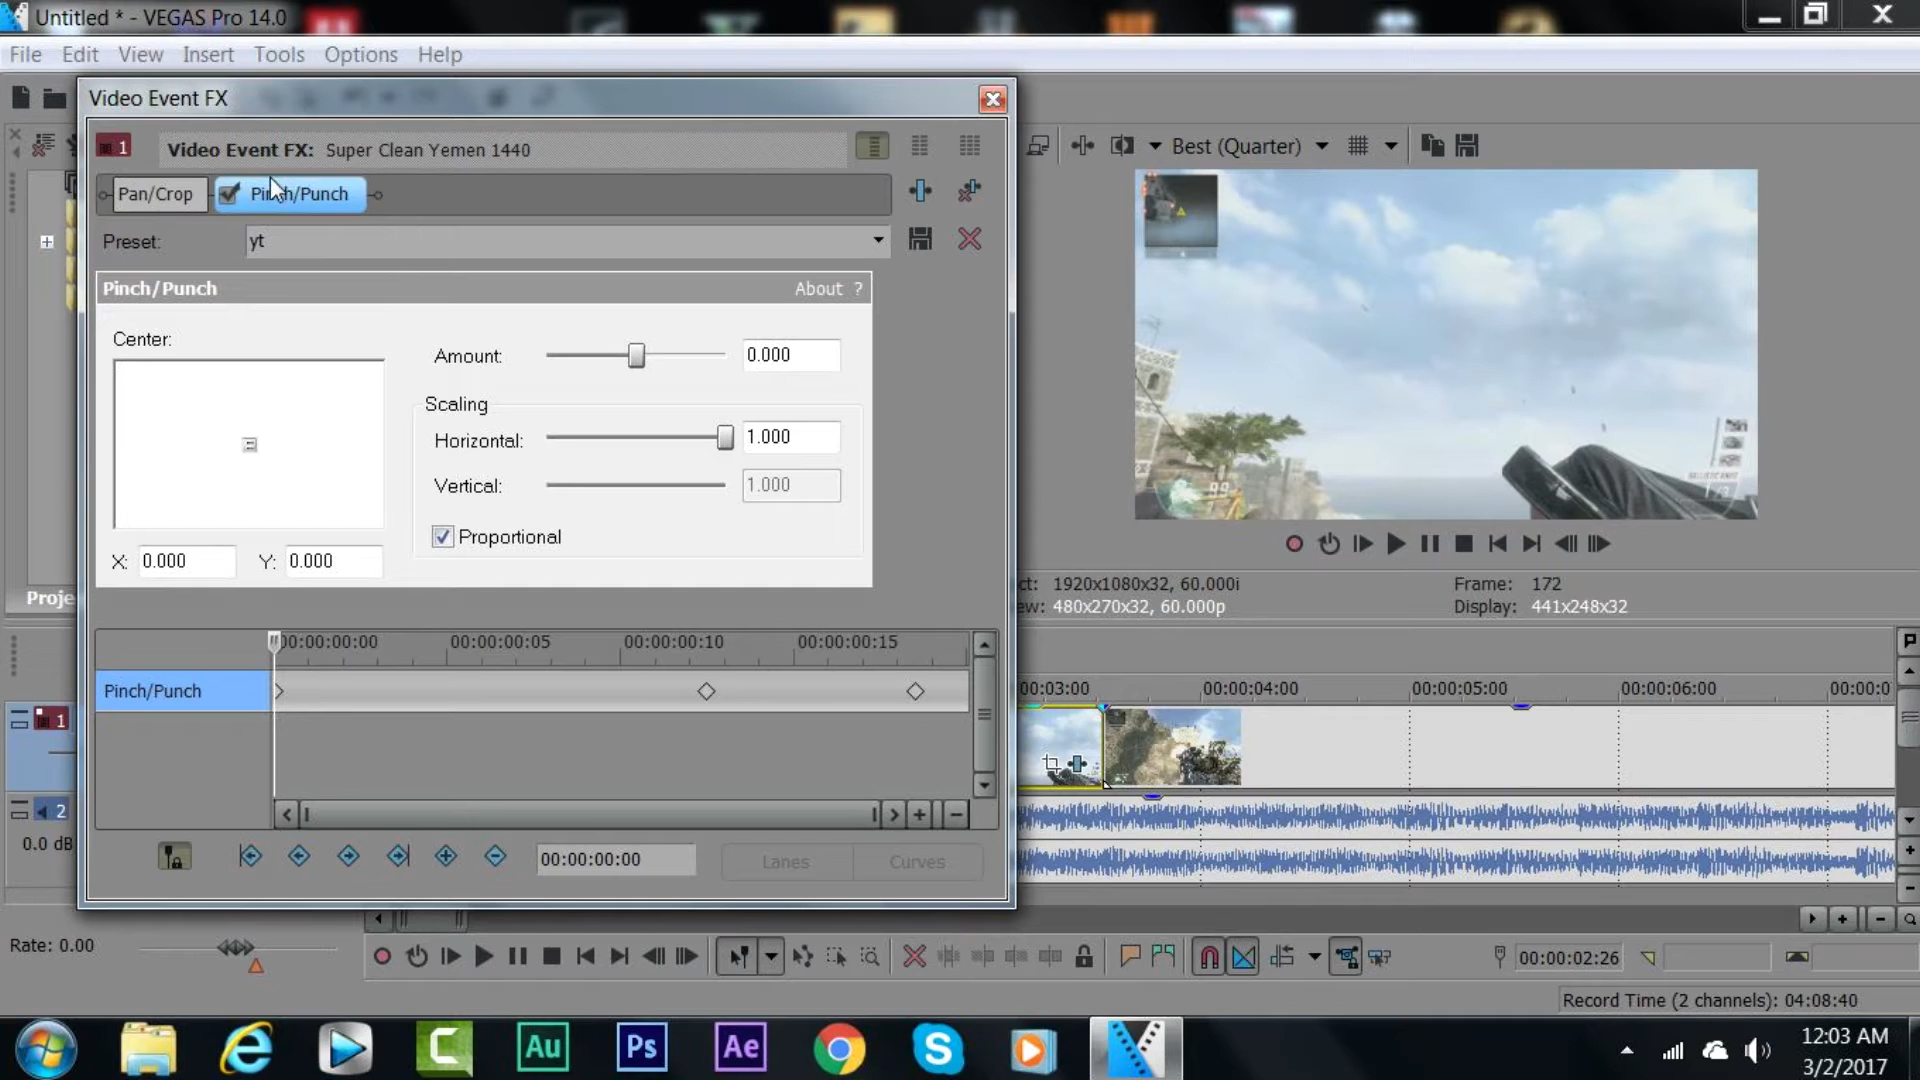 Untitled * - VEGAS Pro 14.0
File Edit View Insert Tools Options Help
Video Event FX
1 Video Event FX: Super Clean Yemen 1440
Best (Quarter)
Pan/Crop Pinch/Punch
Preset: yt
Pinch/Punch About ?
Center:
Amount: 0.000
Scaling
Horizontal: 1.000
Vertical: 1.000
Proportional
X: 0.000 Y: 0.000
ct: 1920x1080x32, 60.000i Frame: 172
ew: 480x270x32, 60.000p Display: 441x248x32
Proje
00:00:00:00 00:00:00:05 00:00:00:10 00:00:00:15
Pinch/Punch
00:03:00 00:00:04:00 00:00:05:00 00:00:06:00 00:00:0
1
2
0.0 dB
00:00:00:00 Lanes Curves
Rate: 0.00
00:00:02:26
Record Time (2 channels): 04:08:40
Au Ps Ae
12:03 AM
3/2/2017